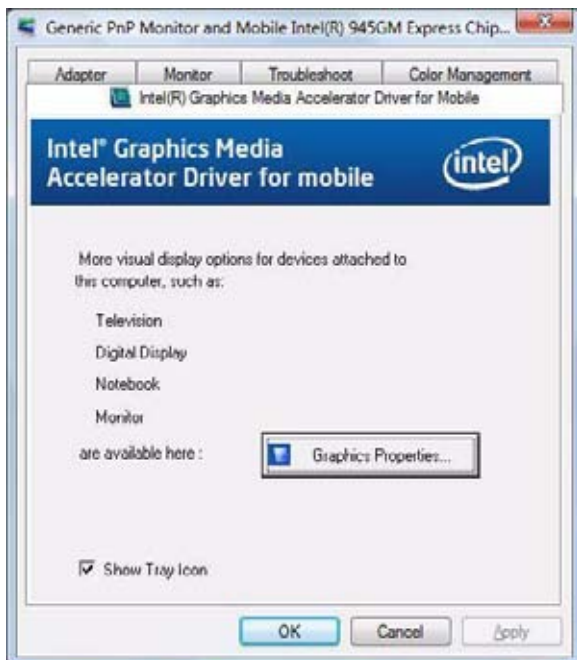 Generic PnP Monitor and Mobile Intel(R) 945GM Express Chip...
Adapter Monitor Troubleshoot Color Management
Intel(R) Graphics Media Accelerator Driver for Mobile
Intel® Graphics Media
Accelerator Driver for mobile
intel
More visual display options for devices attached to
this computer, such as:
Television
Digital Display
Notebook
Monitor
are available here :
Graphics Properties...
Show Tray Icon
OK Cancel Apply